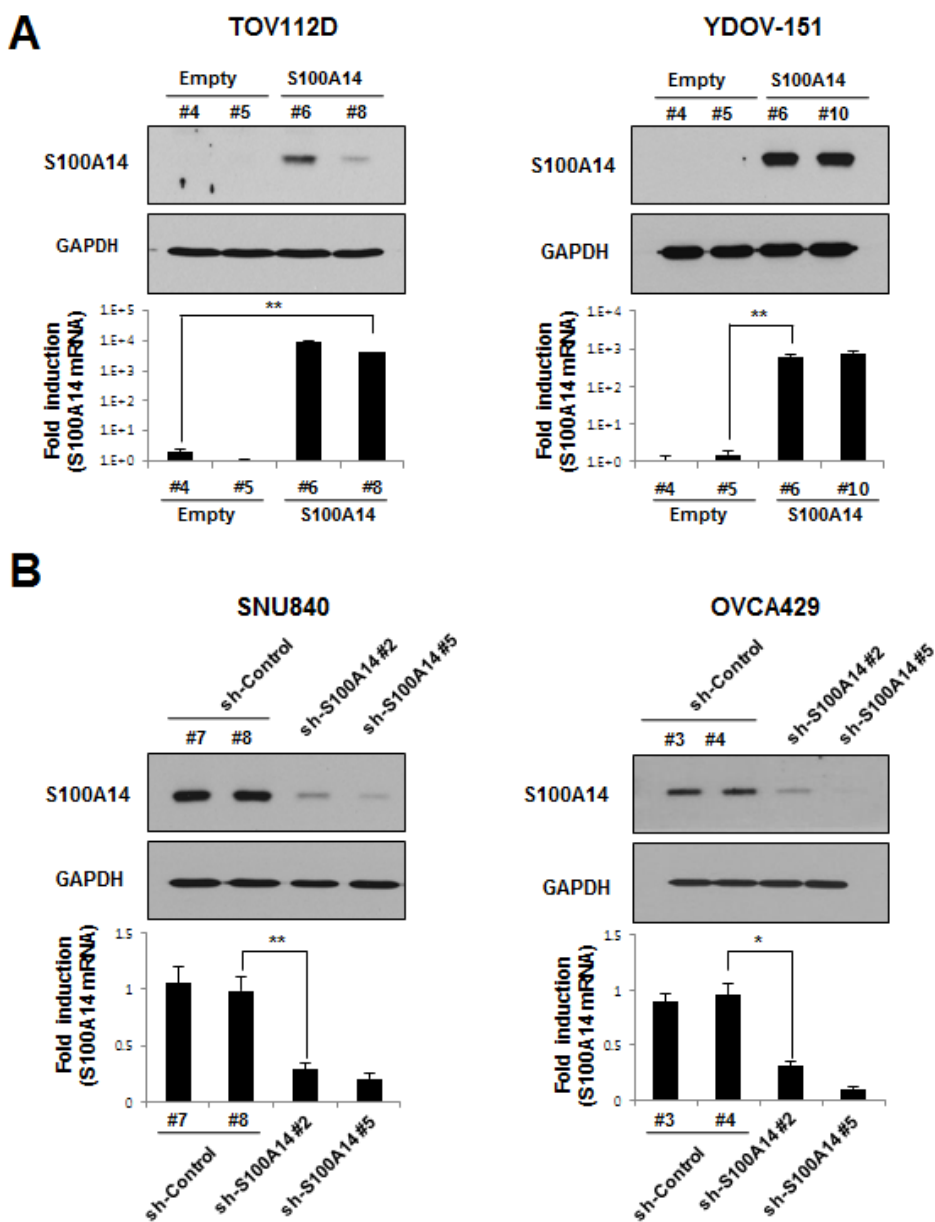 A
TOV112D
YDOV-151
Empty S100A14
#4 #5 #6 #8
S100A14
GAPDH
Fold induction
(S100A14 mRNA)
1.E+5
1.E+4
1.E+3
1.E+2
1.E+1
1.E+0
**
#4 #5 #6 #8
Empty S100A14
Empty S100A14
#4 #5 #6 #10
S100A14
GAPDH
Fold induction
(S100A14 mRNA)
1.E+4
1.E+3
1.E+2
1.E+1
1.E+0
**
#4 #5 #6 #10
Empty S100A14
B
SNU840
OVCA429
sh-Control
sh-S100A14 #2
sh-S100A14 #5
#7 #8
S100A14
GAPDH
Fold induction
(S100A14 mRNA)
1.5
1
0.5
0
**
#7 #8
sh-Control
sh-S100A14 #2
sh-S100A14 #5
sh-Control
sh-S100A14 #2
sh-S100A14 #5
#3 #4
S100A14
GAPDH
Fold induction
(S100A14 mRNA)
1.5
1
0.5
0
*
#3 #4
sh-Control
sh-S100A14 #2
sh-S100A14 #5